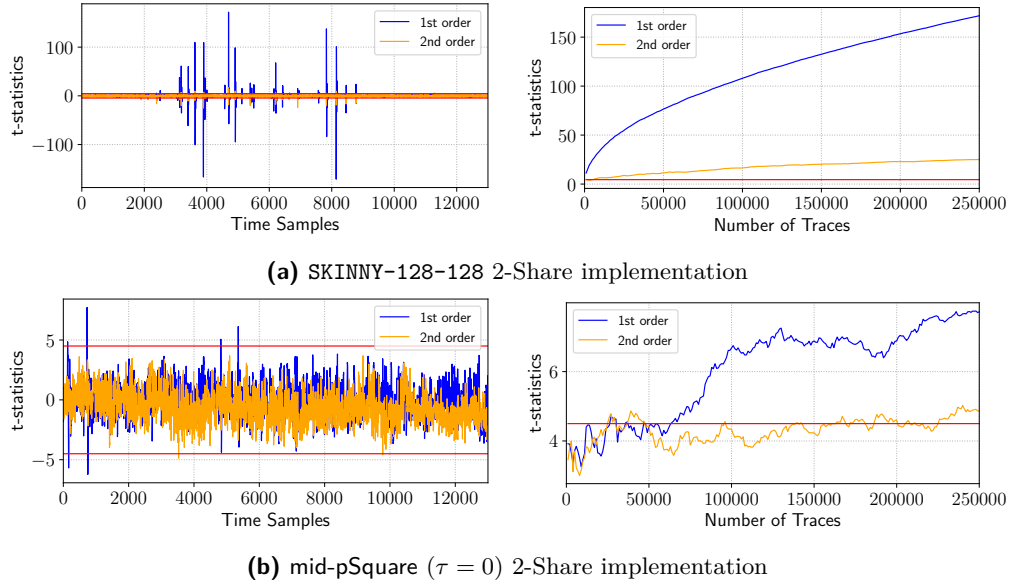 1st order
2nd order
t-statistics
100
0
−100
0 2000 4000 6000 8000 10000 12000
Time Samples
1st order
2nd order
t-statistics
150
100
50
0
0 50000 100000 150000 200000 250000
Number of Traces
(a) SKINNY-128-128 2-Share implementation
1st order
2nd order
t-statistics
5
0
−5
0 2000 4000 6000 8000 10000 12000
Time Samples
1st order
2nd order
t-statistics
6
4
0 50000 100000 150000 200000 250000
Number of Traces
(b) mid-pSquare (τ = 0) 2-Share implementation